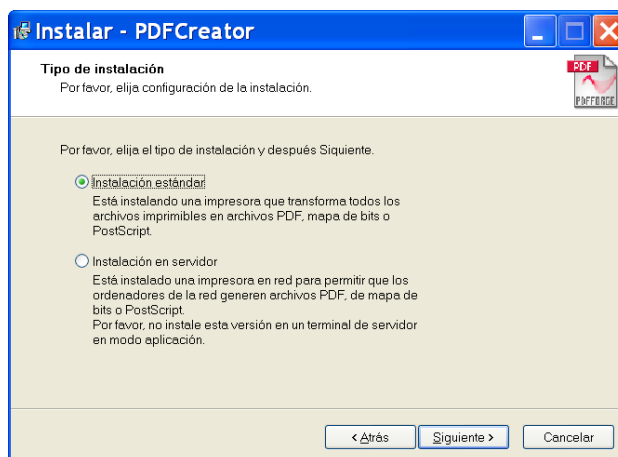 Instalar - PDFCreator
Tipo de instalación
Por favor, elija configuración de la instalación.
PDF
PDFFORGE
Por favor, elija el tipo de instalación y después Siquiente.
Instalación estándar
Está instalando una impresora que transforma todos los
archivos imprimibles en archivos PDF, mapa de bits o
PostScript.
Instalación en servidor
Está instalado una impresora en red para permitir que los
ordenadores de la red generen archivos PDF, de mapa de
bits o PostScript.
Por favor, no instale esta versión en un terminal de servidor
en modo aplicación.
< Atrás Siguiente > Cancelar